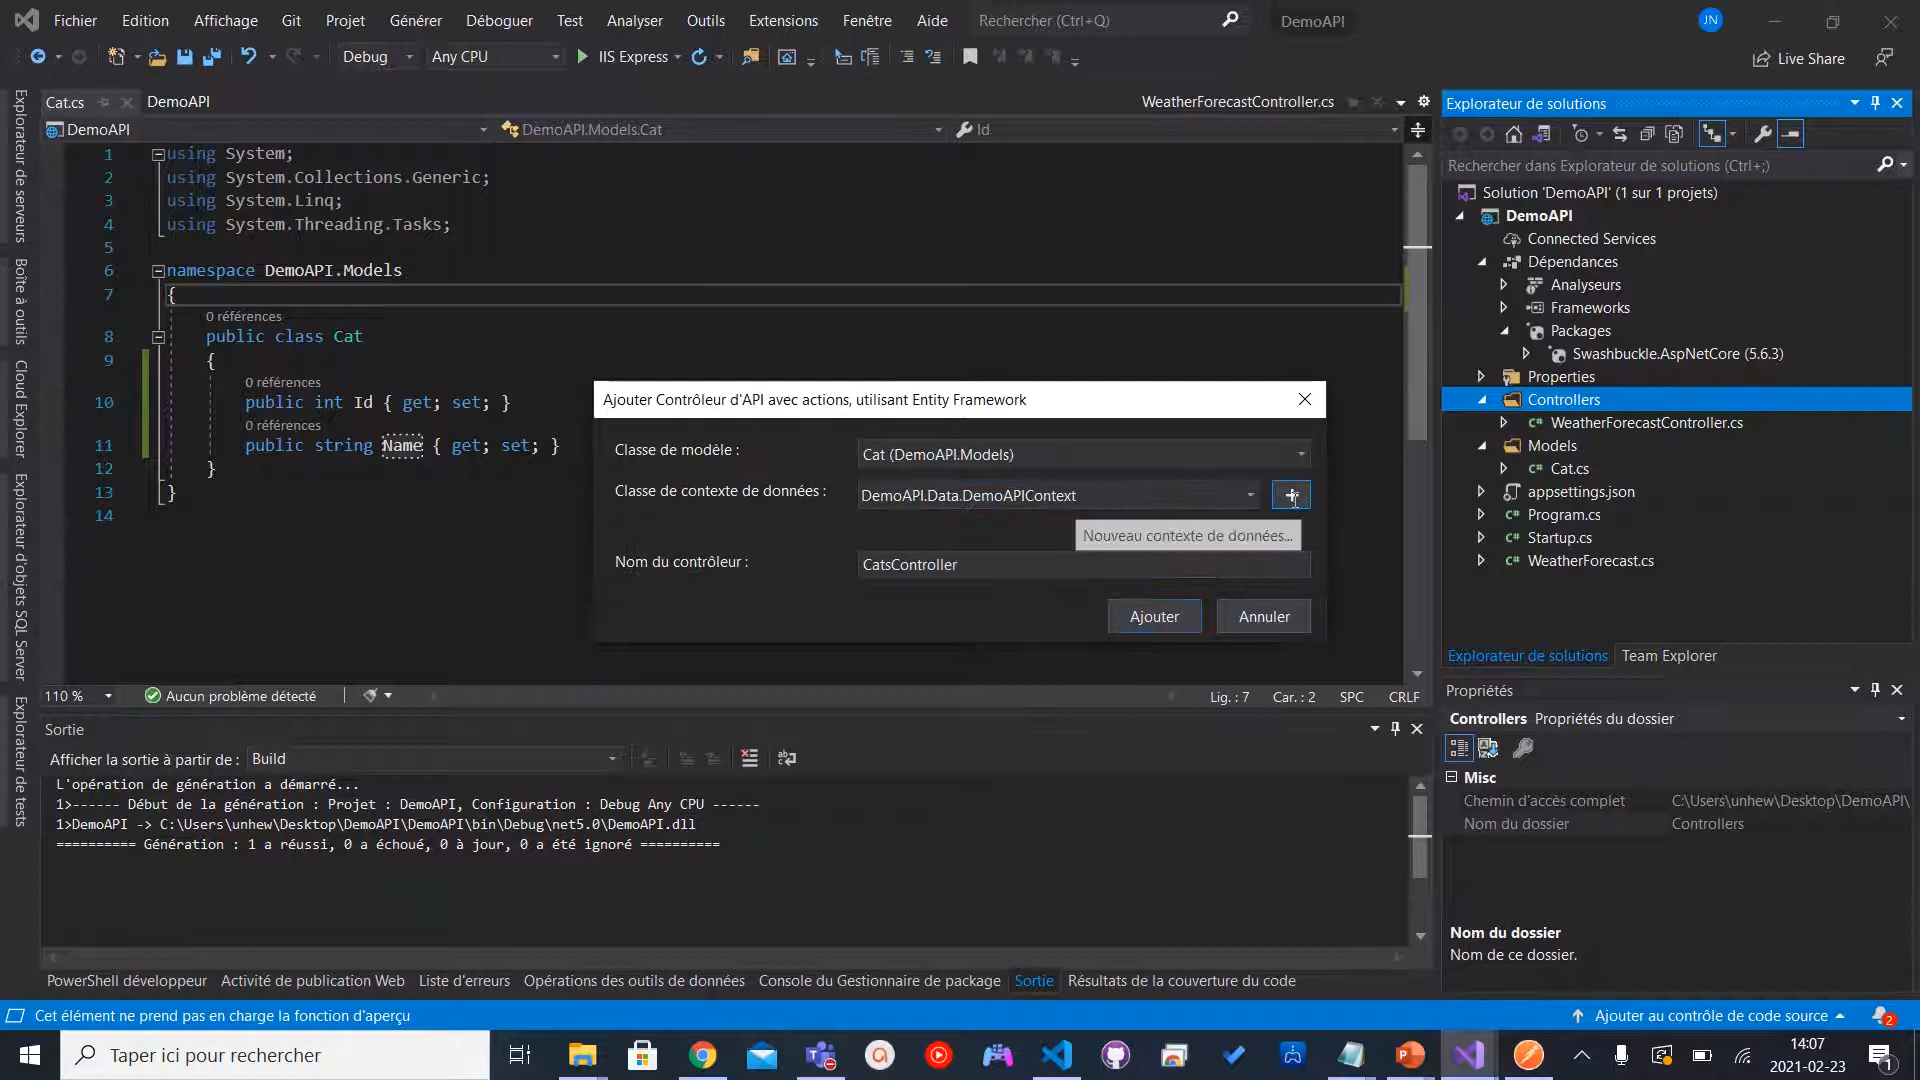 Fichier Edition Affichage Git Projet Générer Déboguer Test Analyser Outils Extensions Fenêtre Aide Rechercher (Ctrl+Q) DemoAPI JN
Debug Any CPU IIS Express Live Share
Cat.cs DemoAPI WeatherForecastController.cs
DemoAPI DemoAPI.Models.Cat Id
1 using System;
2 using System.Collections.Generic;
3 using System.Linq;
4 using System.Threading.Tasks;
5
6 namespace DemoAPI.Models
7 {
0 références
8 public class Cat
9 {
0 références
10 public int Id { get; set; }
0 références
11 public string Name { get; set; }
12 }
13 }
14
Explorateur de serveurs
Boîte à outils
Cloud Explorer
Explorateur d'objets SQL Server
Explorateur de tests
Ajouter Contrôleur d'API avec actions, utilisant Entity Framework
Classe de modèle : Cat (DemoAPI.Models)
Classe de contexte de données : DemoAPI.Data.DemoAPIContext +
Nouveau contexte de données...
Nom du contrôleur : CatsController
Ajouter Annuler
110 % Aucun problème détecté Lig. : 7 Car. : 2 SPC CRLF
Sortie
Afficher la sortie à partir de : Build
L'opération de génération a démarré...
1>------ Début de la génération : Projet : DemoAPI, Configuration : Debug Any CPU ------
1>DemoAPI -> C:\Users\unhew\Desktop\DemoAPI\DemoAPI\bin\Debug\net5.0\DemoAPI.dll
========== Génération : 1 a réussi, 0 a échoué, 0 à jour, 0 a été ignoré ==========
PowerShell développeur Activité de publication Web Liste d'erreurs Opérations des outils de données Console du Gestionnaire de package Sortie Résultats de la couverture du code
Explorateur de solutions
Rechercher dans Explorateur de solutions (Ctrl+;)
Solution 'DemoAPI' (1 sur 1 projets)
DemoAPI
Connected Services
Dépendances
Analyseurs
Frameworks
Packages
Swashbuckle.AspNetCore (5.6.3)
Properties
Controllers
C# WeatherForecastController.cs
Models
C# Cat.cs
appsettings.json
C# Program.cs
C# Startup.cs
C# WeatherForecast.cs
Explorateur de solutions Team Explorer
Propriétés
Controllers Propriétés du dossier
Misc
Chemin d'accès complet C:\Users\unhew\Desktop\DemoAPI\
Nom du dossier Controllers
Nom du dossier
Nom de ce dossier.
Cet élément ne prend pas en charge la fonction d'aperçu Ajouter au contrôle de code source 2
Taper ici pour rechercher 14:07
2021-02-23 1